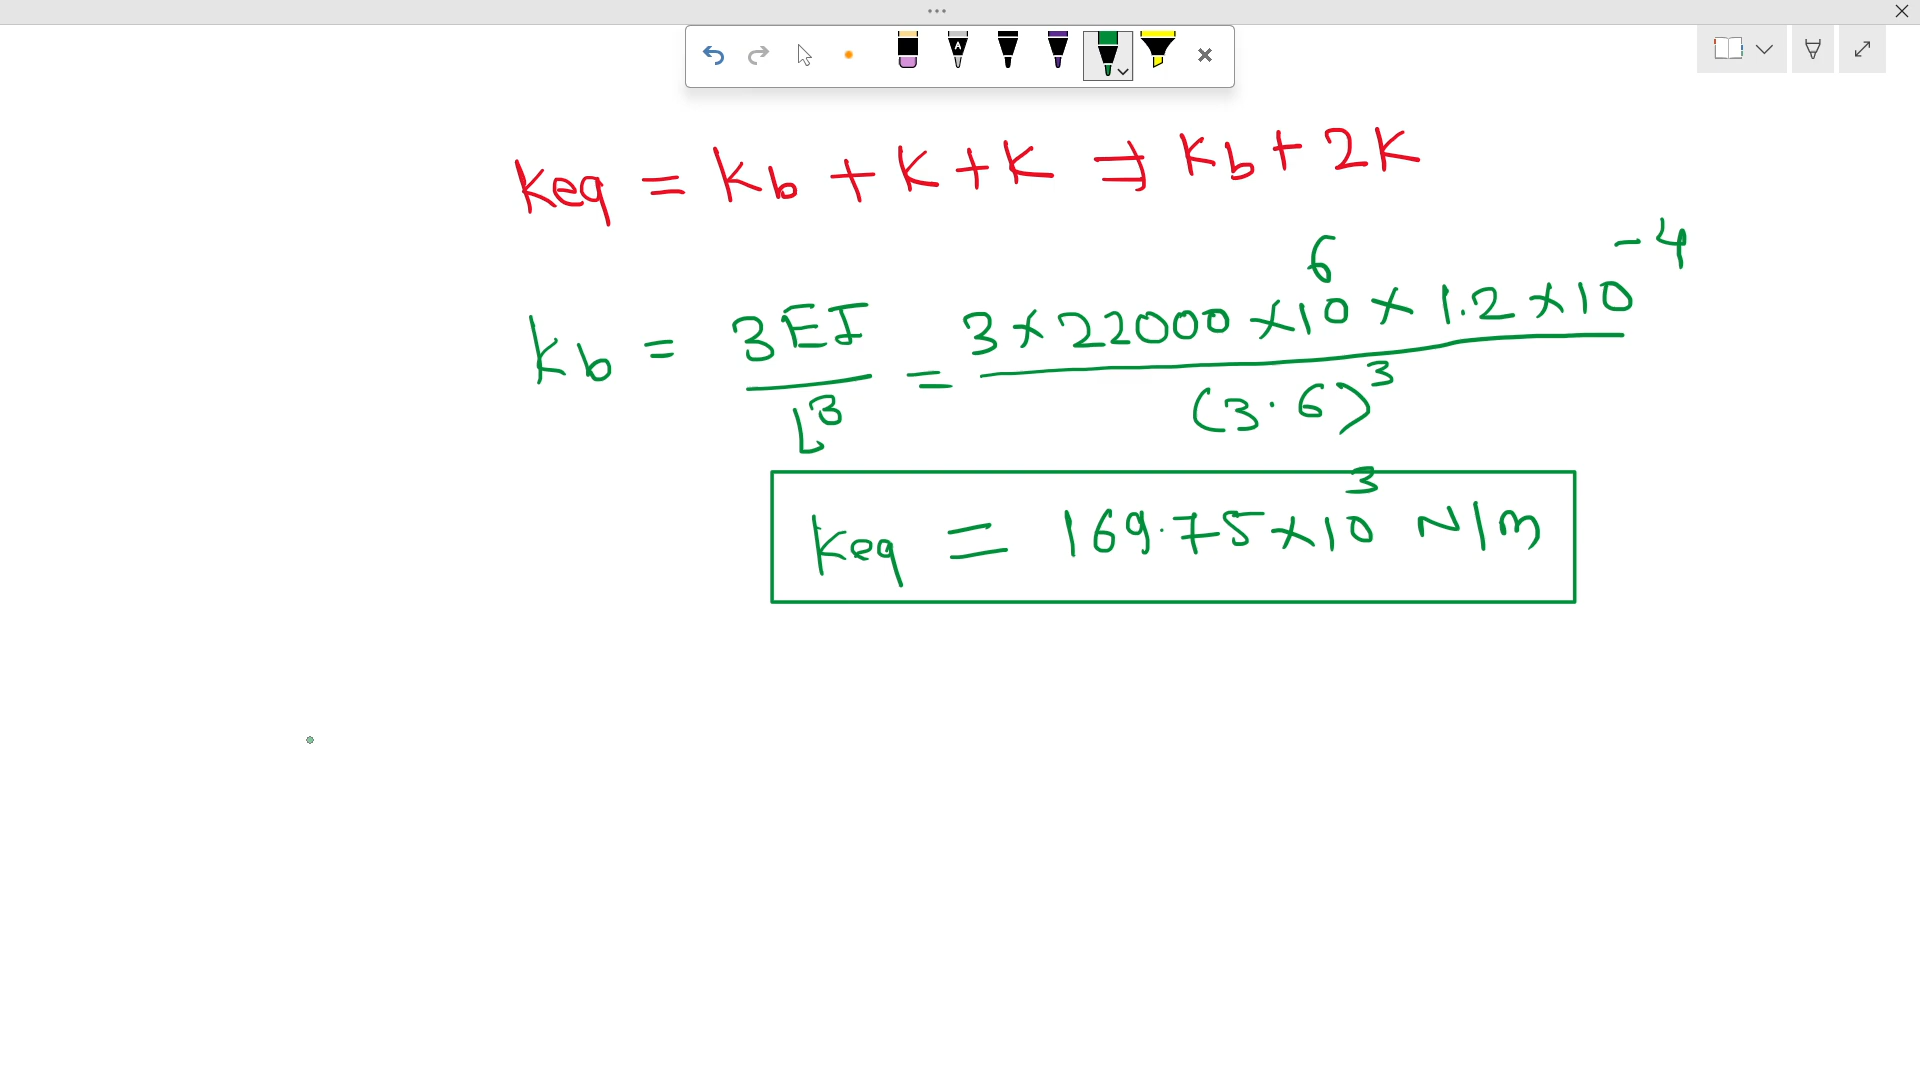 keq = kb + k + k ⇒ kb + 2k
kb = 3EI / L³ = 3 × 22000 × 10⁶ × 1.2 × 10⁻⁴ / (3.6)³
keq = 169.75 × 10³ N/m